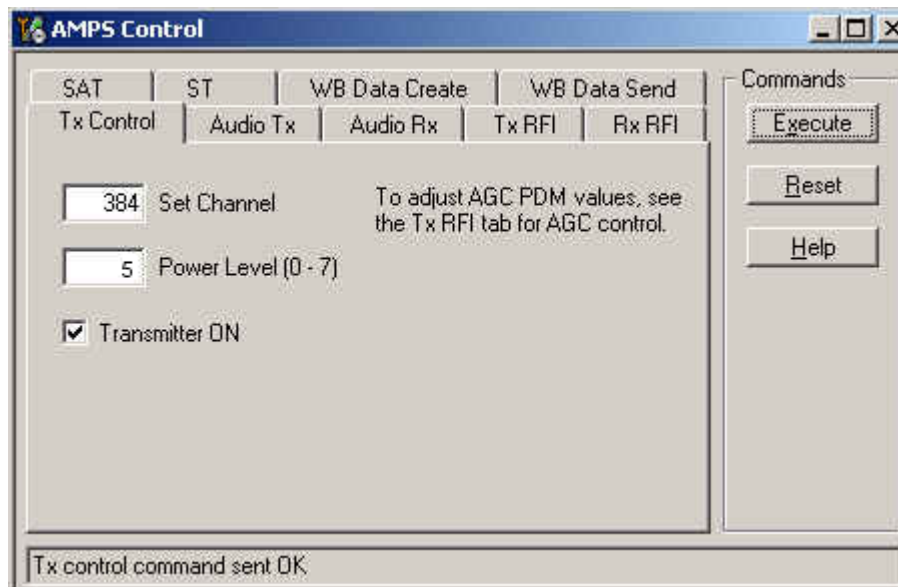 AMPS Control
SAT ST WB Data Create WB Data Send
Tx Control Audio Tx Audio Rx Tx RFI Rx RFI
384 Set Channel
To adjust AGC PDM values, see
the Tx RFI tab for AGC control.
5 Power Level (0 - 7)
Transmitter ON
Commands
Execute
Reset
Help
Tx control command sent OK